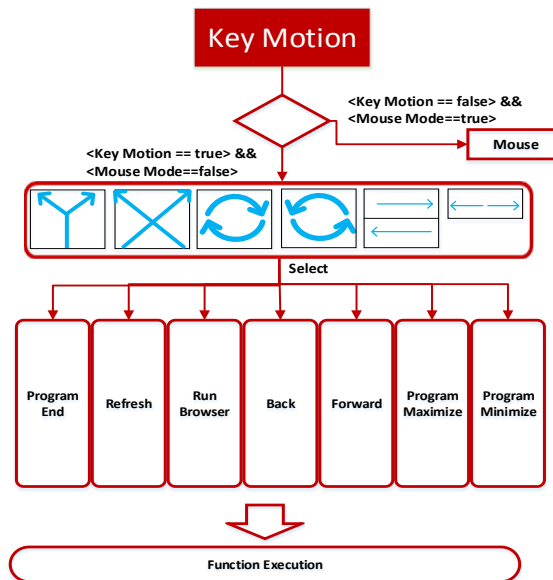 Key Motion
<Key Motion == false> &&
<Mouse Mode==true>
Mouse
<Key Motion == true> &&
<Mouse Mode==false>
Select
Program
End
Refresh
Run
Browser
Back
Forward
Program
Maximize
Program
Minimize
Function Execution